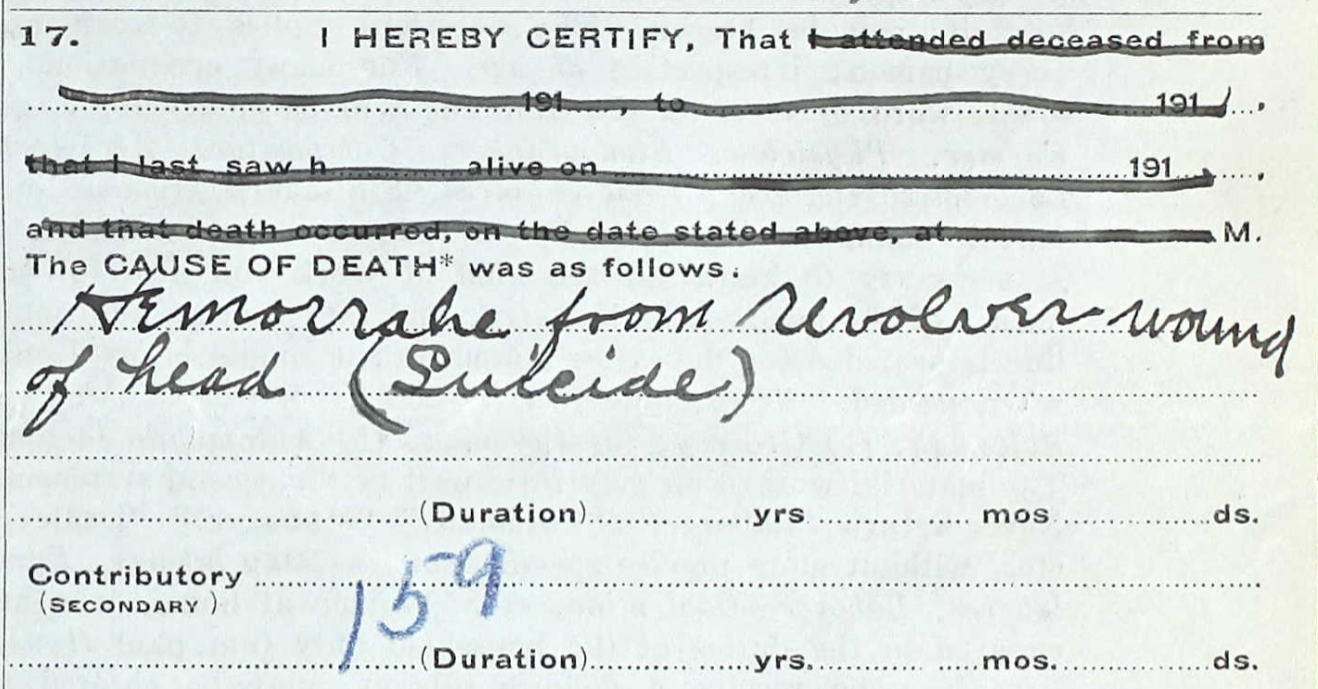 17. I HEREBY CERTIFY, That I attended deceased from
191 , to 191 ,
that I last saw h alive on 191 ,
and that death occurred, on the date stated above, at M.
The CAUSE OF DEATH* was as follows:
Hemorrahe from revolver wound
of head (Suicide)
(Duration) yrs. mos. ds.
Contributory
(SECONDARY)
159
(Duration) yrs. mos. ds.